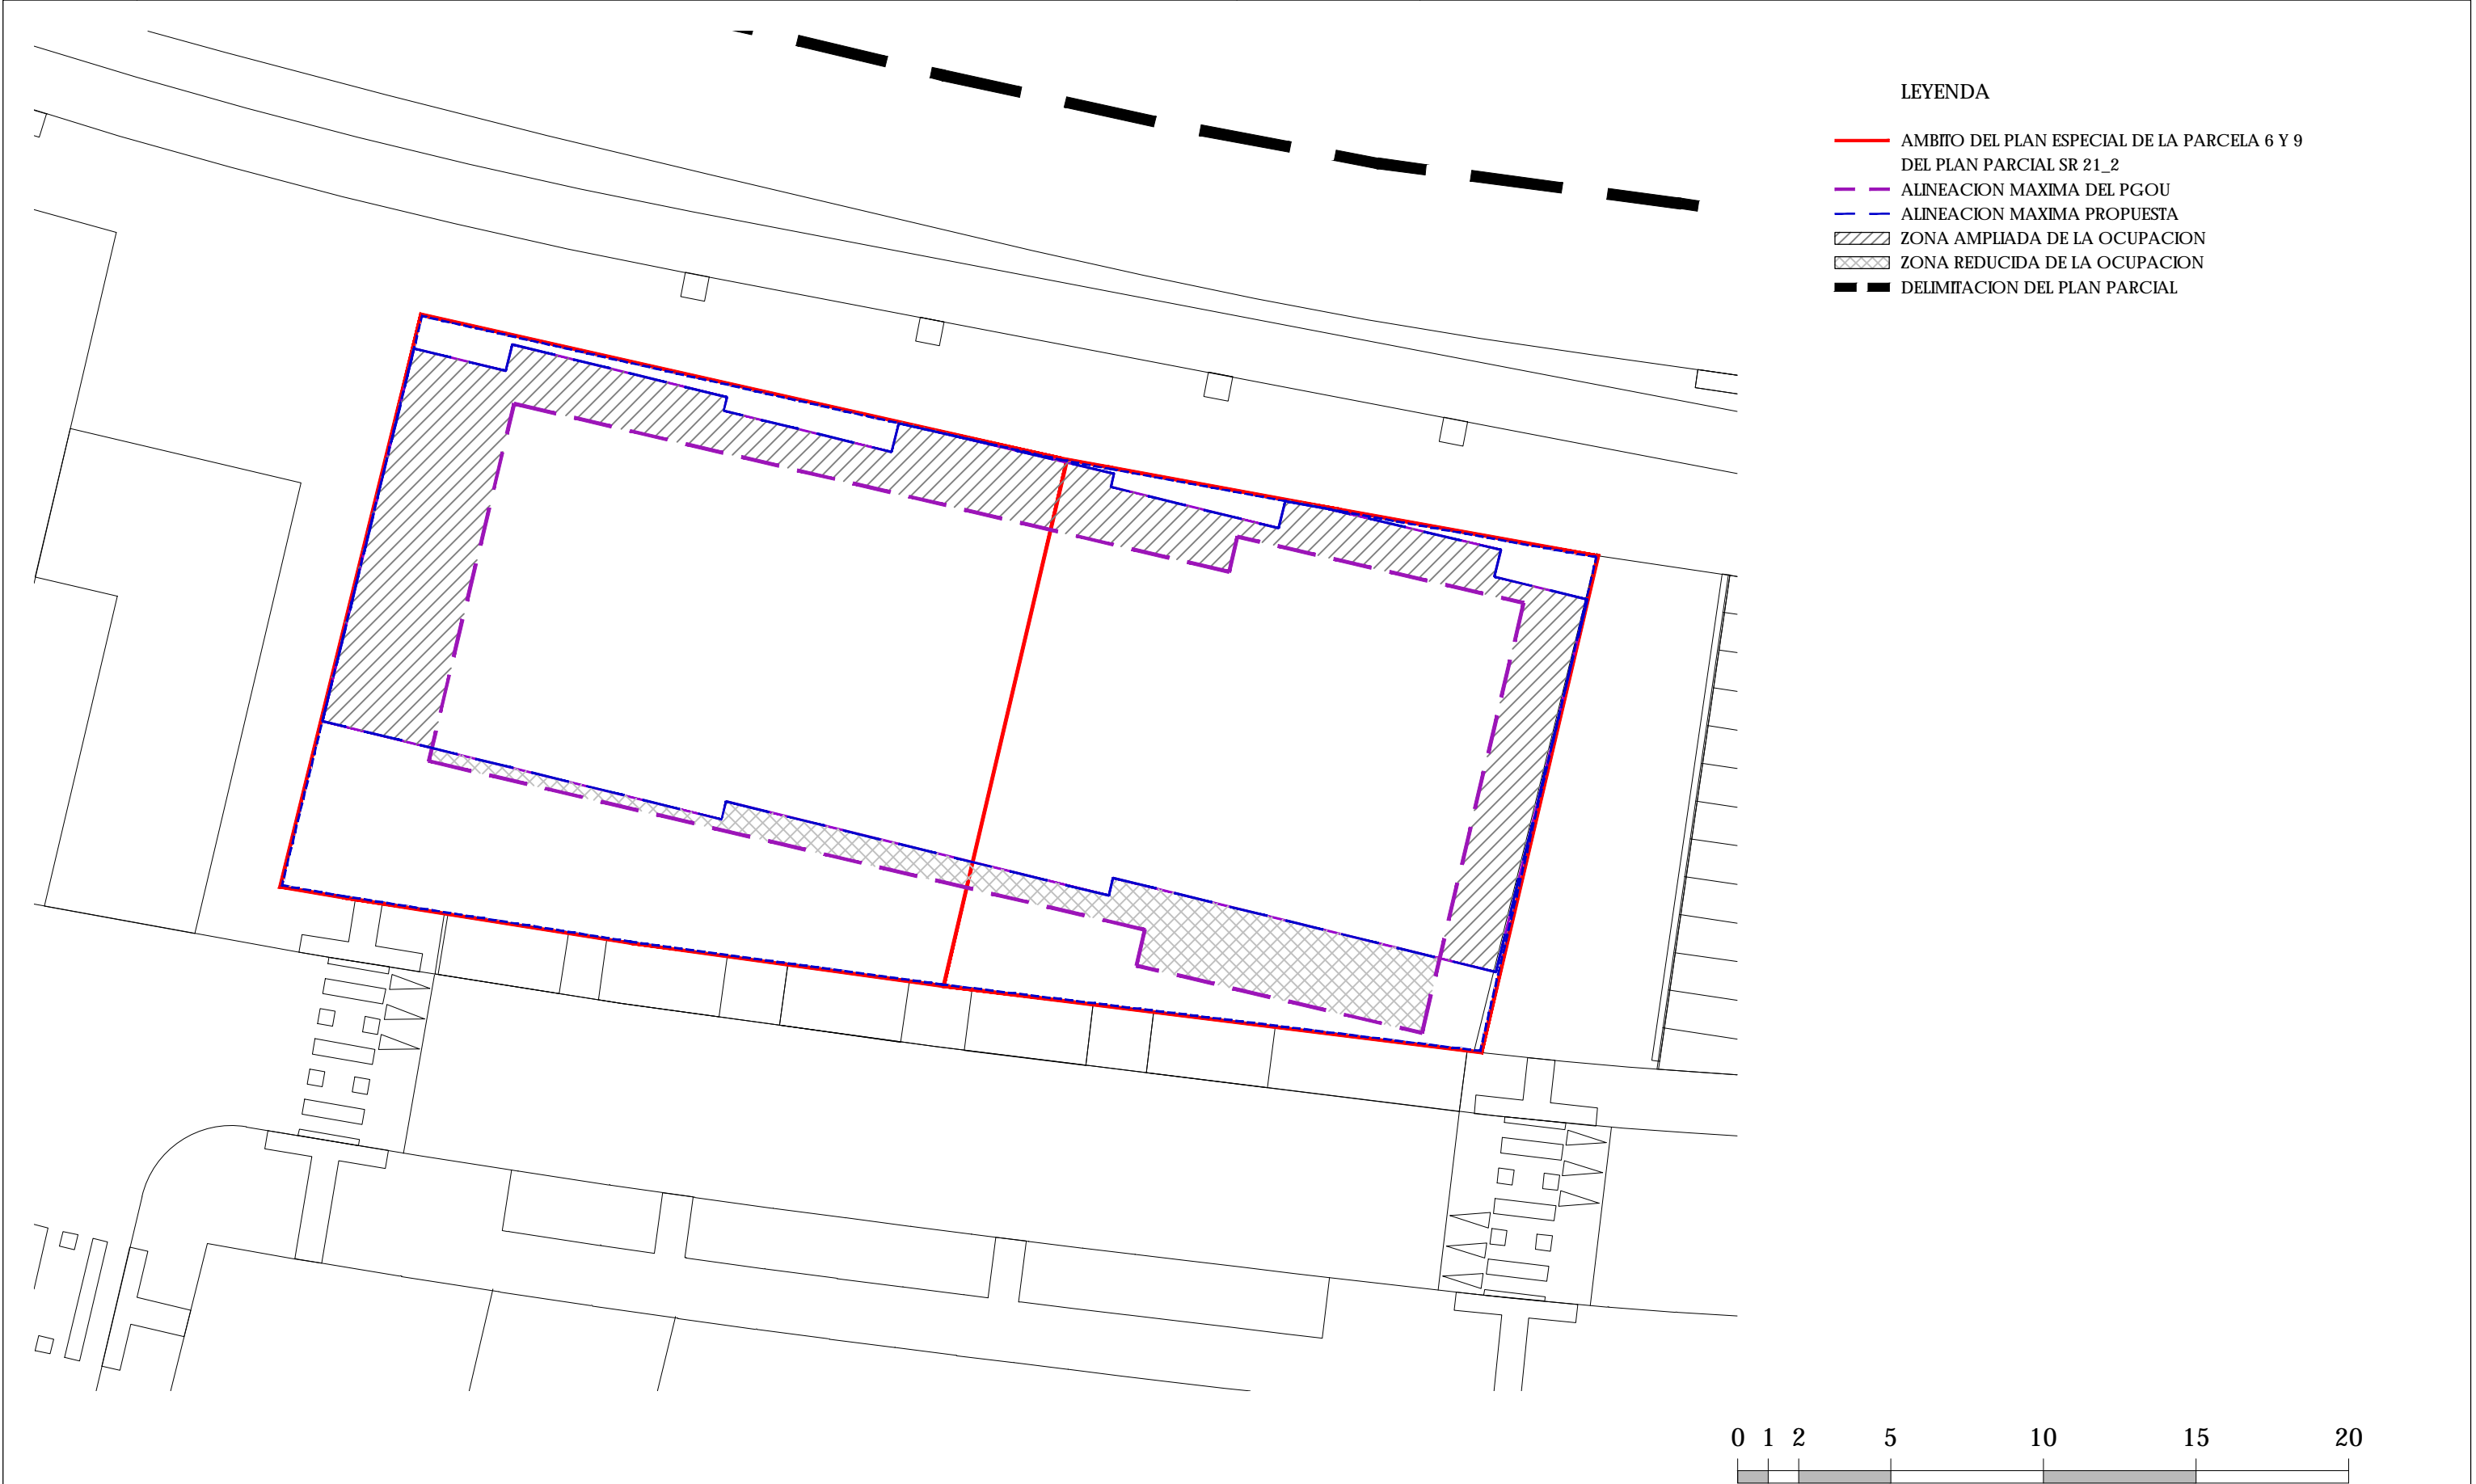 LEYENDA
AMBITO DEL PLAN ESPECIAL DE LA PARCELA 6 Y 9
DEL PLAN PARCIAL SR 21_2
ALINEACION MAXIMA DEL PGOU
ALINEACION MAXIMA PROPUESTA
ZONA AMPLIADA DE LA OCUPACION
ZONA REDUCIDA DE LA OCUPACION
DELIMITACION DEL PLAN PARCIAL
0 1 2 5 10 15 20